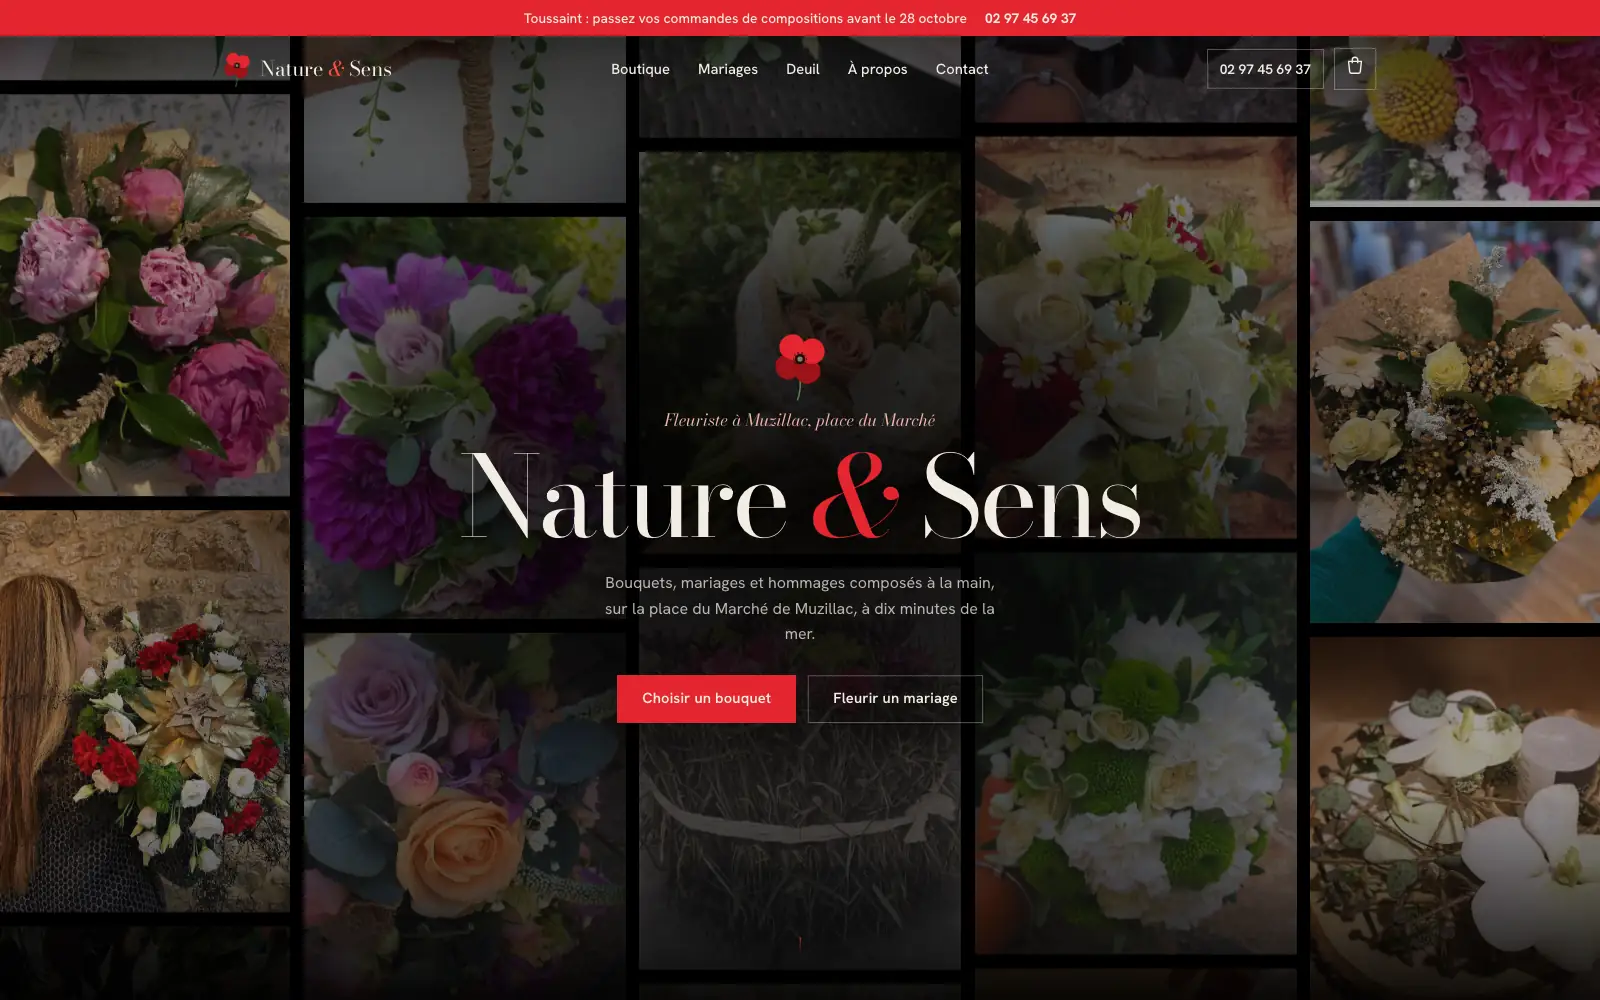 Toussaint : passez vos commandes de compositions avant le 28 octobre 02 97 45 69 37
Nature & Sens
Boutique Mariages Deuil À propos Contact
02 97 45 69 37
Fleuriste à Muzillac, place du Marché
Nature & Sens
Bouquets, mariages et hommages composés à la main,
sur la place du Marché de Muzillac, à dix minutes de la
mer.
Choisir un bouquet
Fleurir un mariage